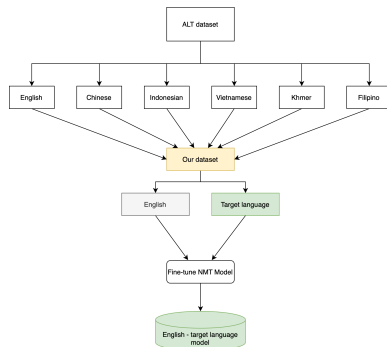 ALT dataset
English
Chinese
Indonesian
Vietnamese
Khmer
Filipino
Our dataset
English
Target language
Fine-tune NMT Model
English - target language
model